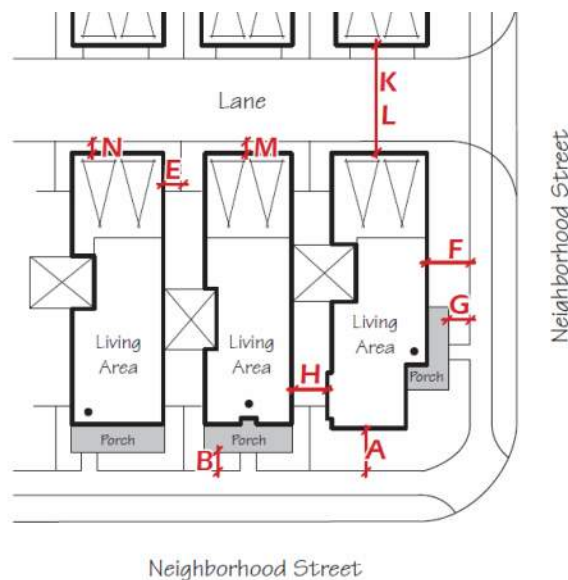 K
Lane
L
N
M
E
Neighborhood Street
F
G
Living
Area
Living
Area
Living
Area
H
Porch
Porch
Porch
B
A
Neighborhood Street